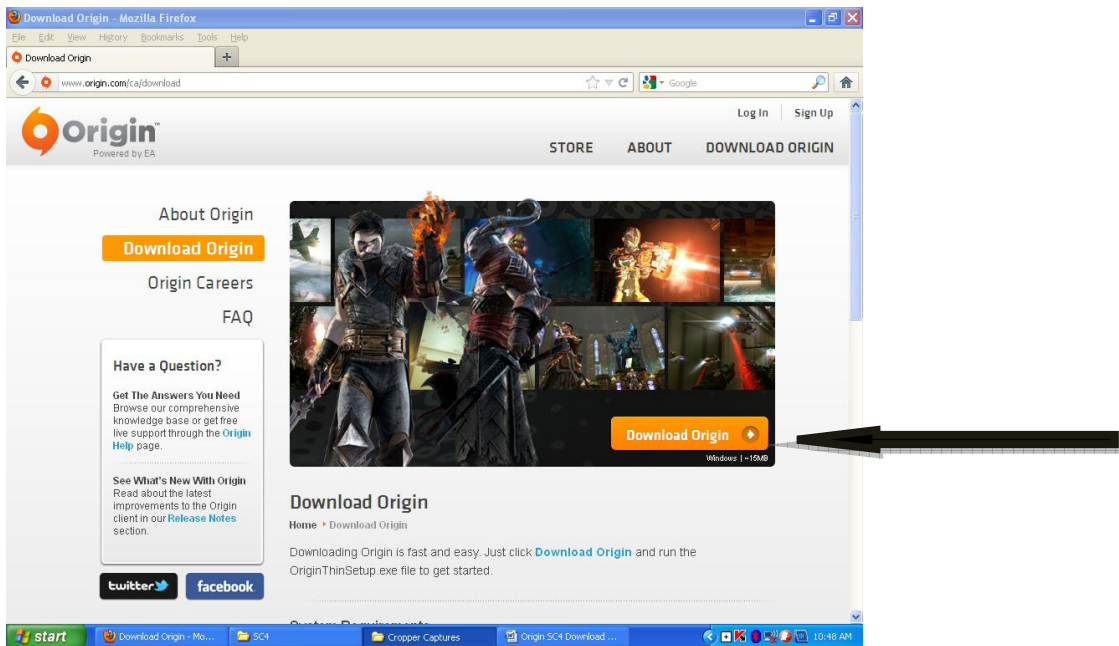 Download Origin - Mozilla Firefox
File Edit View History Bookmarks Tools Help
Download Origin
www.origin.com/ca/download
Google
Log In Sign Up
Origin™
Powered by EA
STORE ABOUT DOWNLOAD ORIGIN
About Origin
Download Origin
Origin Careers
FAQ
Have a Question?
Get The Answers You Need
Browse our comprehensive
knowledge base or get free
live support through the Origin
Help page.
See What's New With Origin
Read about the latest
improvements to the Origin
client in our Release Notes
section.
twitter
facebook
Download Origin
Windows | ~15MB
Download Origin
Home Download Origin
Downloading Origin is fast and easy. Just click Download Origin and run the
OriginThinSetup.exe file to get started.
start
Download Origin - Mo...
SC4
Cropper Captures
Origin SC4 Download ...
10:48 AM